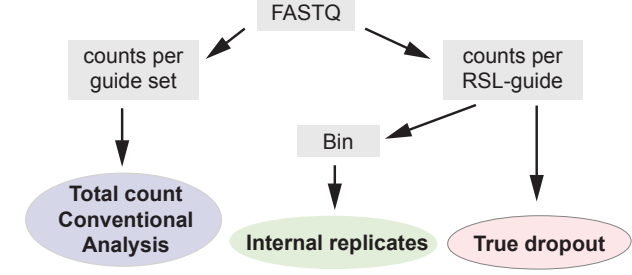 FASTQ
counts per
guide set
counts per
RSL-guide
Bin
Total count
Conventional
Analysis
Internal replicates
True dropout